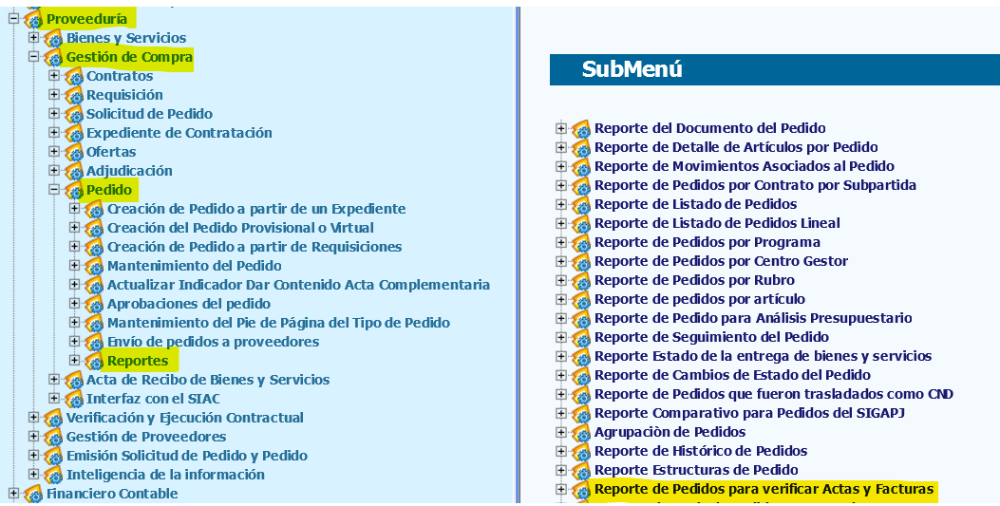 Proveeduría
Bienes y Servicios
Gestión de Compra
Contratos
Requisición
Solicitud de Pedido
Expediente de Contratación
Ofertas
Adjudicación
Pedido
Creación de Pedido a partir de un Expediente
Creación del Pedido Provisional o Virtual
Creación de Pedido a partir de Requisiciones
Mantenimiento del Pedido
Actualizar Indicador Dar Contenido Acta Complementaria
Aprobaciones del pedido
Mantenimiento del Pie de Página del Tipo de Pedido
Envío de pedidos a proveedores
Reportes
Acta de Recibo de Bienes y Servicios
Interfaz con el SIAC
Verificación y Ejecución Contractual
Gestión de Proveedores
Emisión Solicitud de Pedido y Pedido
Inteligencia de la información
Financiero Contable
SubMenú
Reporte del Documento del Pedido
Reporte de Detalle de Artículos por Pedido
Reporte de Movimientos Asociados al Pedido
Reporte de Pedidos por Contrato por Subpartida
Reporte de Listado de Pedidos
Reporte de Listado de Pedidos Lineal
Reporte de Pedidos por Programa
Reporte de Pedidos por Centro Gestor
Reporte de Pedidos por Rubro
Reporte de pedidos por artículo
Reporte de Pedido para Análisis Presupuestario
Reporte de Seguimiento del Pedido
Reporte Estado de la entrega de bienes y servicios
Reporte de Cambios de Estado del Pedido
Reporte de Pedidos que fueron trasladados como CND
Reporte Comparativo para Pedidos del SIGAPJ
Agrupaciòn de Pedidos
Reporte de Histórico de Pedidos
Reporte Estructuras de Pedido
Reporte de Pedidos para verificar Actas y Facturas